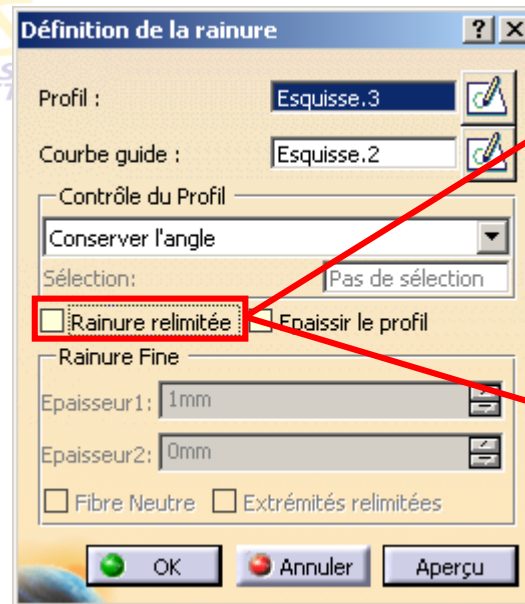 Définition de la rainure
Profil : Esquisse.3
Courbe guide : Esquisse.2
Contrôle du Profil
Conserver l'angle
Sélection: Pas de sélection
Rainure relimitée Epaissir le profil
Rainure Fine
Epaisseur1: 1mm
Epaisseur2: 0mm
Fibre Neutre Extrémités relimitées
OK Annuler Aperçu